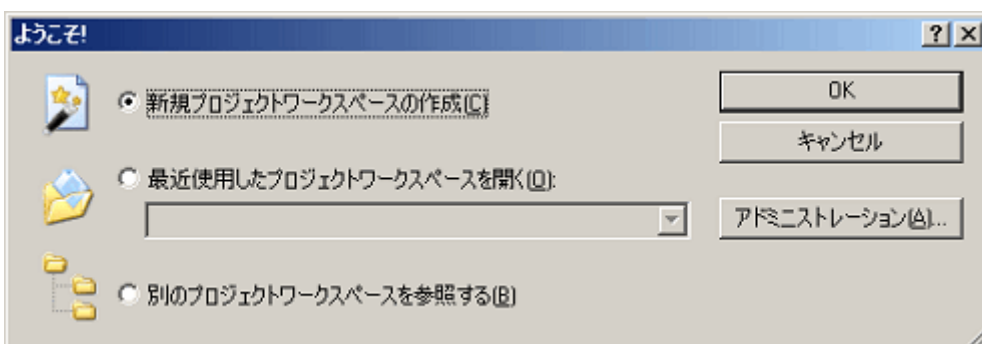 ようこそ!
新規プロジェクトワークスペースの作成(C)
OK
キャンセル
最近使用したプロジェクトワークスペースを開く(O):
アドミニストレーション(A)...
別のプロジェクトワークスペースを参照する(B)